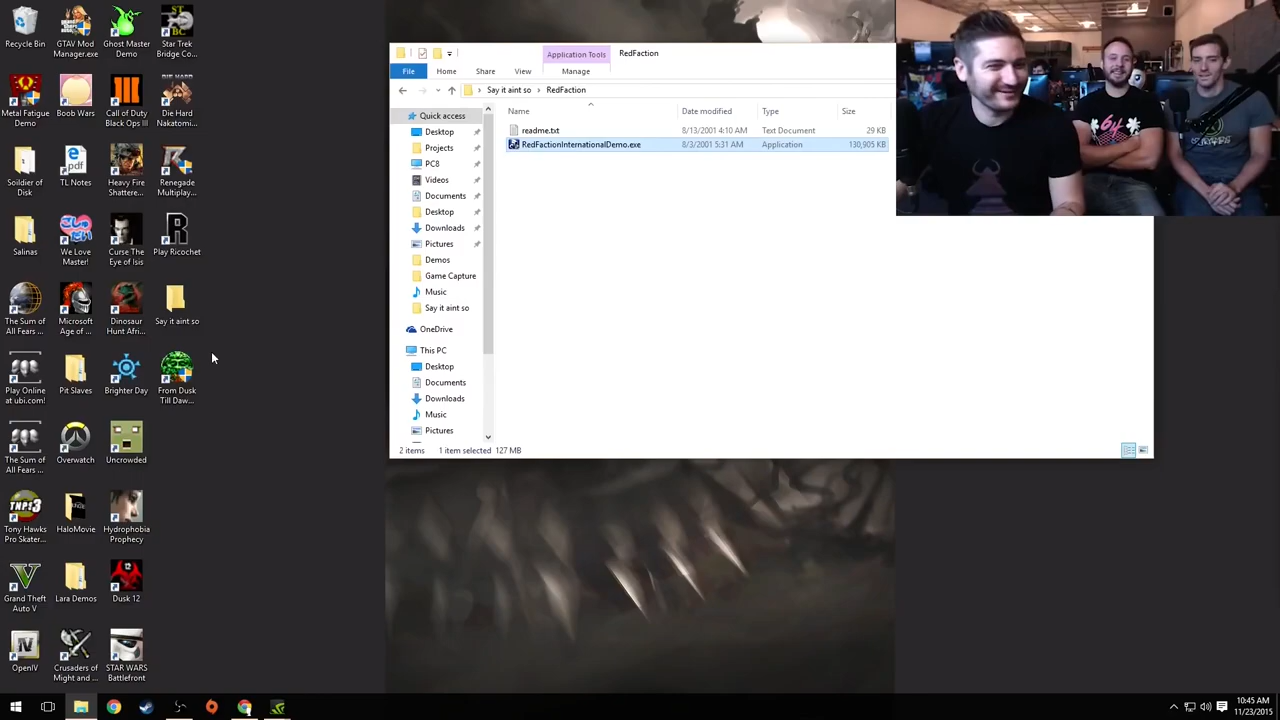 Recycle Bin
GTAV Mod
Manager.exe
Ghost Master
Demo
Star Trek
Bridge Co...
Metal Fatigue
Demo
Boob Wars
Call of Duty
Black Ops III
Die Hard
Nakatomi...
Soilder of
Disk
TL Notes
Heavy Fire
Shattere...
Renegade
Multiplay...
Salinas
We Love
Master!
Curse The
Eye of Isis
Play Ricochet
The Sum of
All Fears ...
Microsoft
Age of ...
Dinosaur
Hunt Afri...
Say it aint so
Play Online
at ubi.com!
Pit Slaves
Brighter Day
From Dusk
Till Daw...
The Sum of
All Fears ...
Overwatch
Uncrowded
Tony Hawks
Pro Skater...
HaloMovie
Hydrophobia
Prophecy
Grand Theft
Auto V
Lara Demos
Dusk 12
OpenIV
Crusaders of
Might and ...
STAR WARS
Battlefront
Application Tools RedFaction
File Home Share View Manage
Say it aint so > RedFaction
Name Date modified Type Size
readme.txt 8/13/2001 4:10 AM Text Document 29 KB
RedFactionInternationalDemo.exe 8/3/2001 5:31 AM Application 130,905 KB
Quick access
Desktop
Projects
PC8
Videos
Documents
Desktop
Downloads
Pictures
Demos
Game Capture
Music
Say it aint so
OneDrive
This PC
Desktop
Documents
Downloads
Music
Pictures
2 items 1 item selected 127 MB
64
10:45 AM
11/23/2015